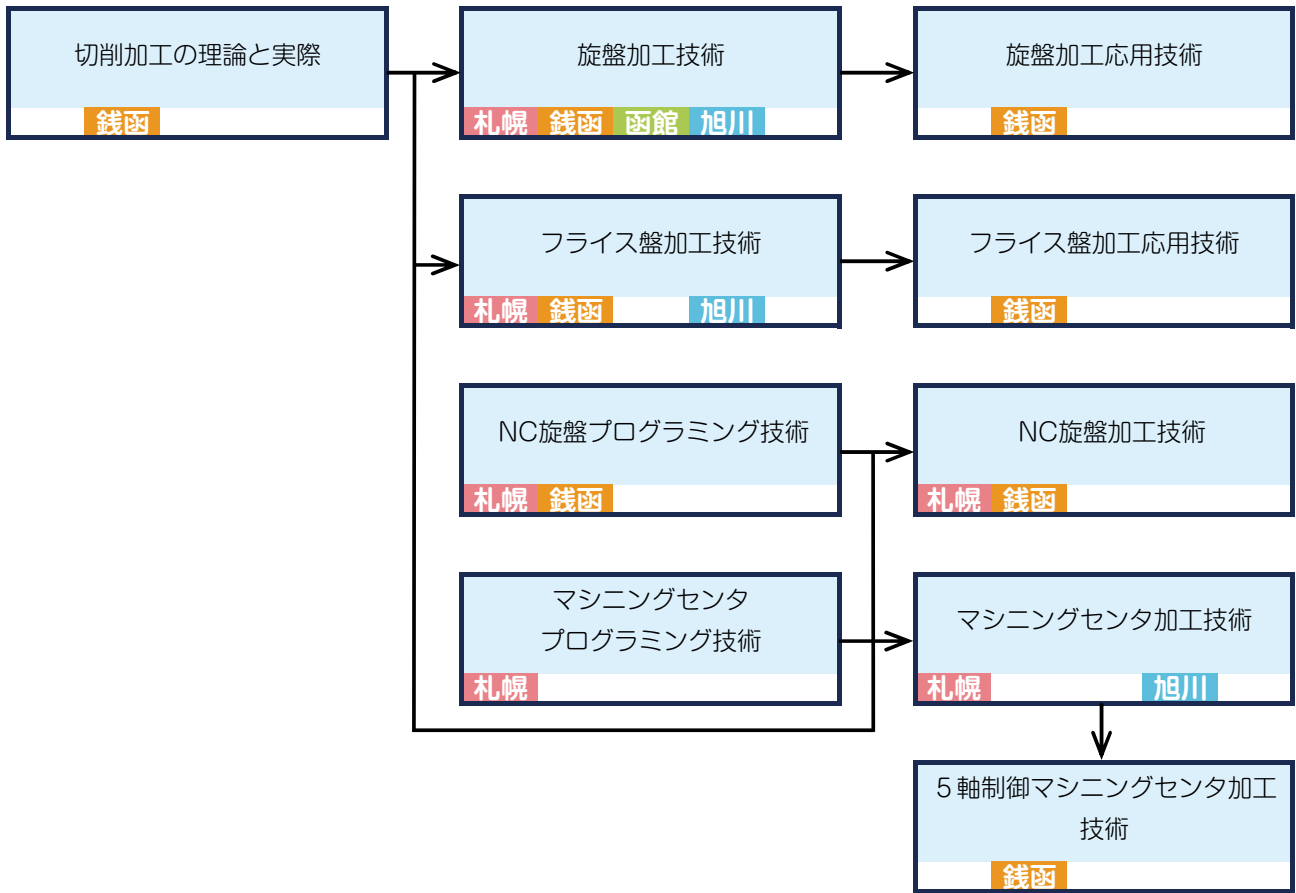 切削加工の理論と実際
銭函
旋盤加工技術
札幌 銭函 函館 旭川
旋盤加工応用技術
銭函
フライス盤加工技術
札幌 銭函 旭川
フライス盤加工応用技術
銭函
NC旋盤プログラミング技術
札幌 銭函
NC旋盤加工技術
札幌 銭函
マシニングセンタ
プログラミング技術
札幌
マシニングセンタ加工技術
札幌 旭川
5軸制御マシニングセンタ加工
技術
銭函